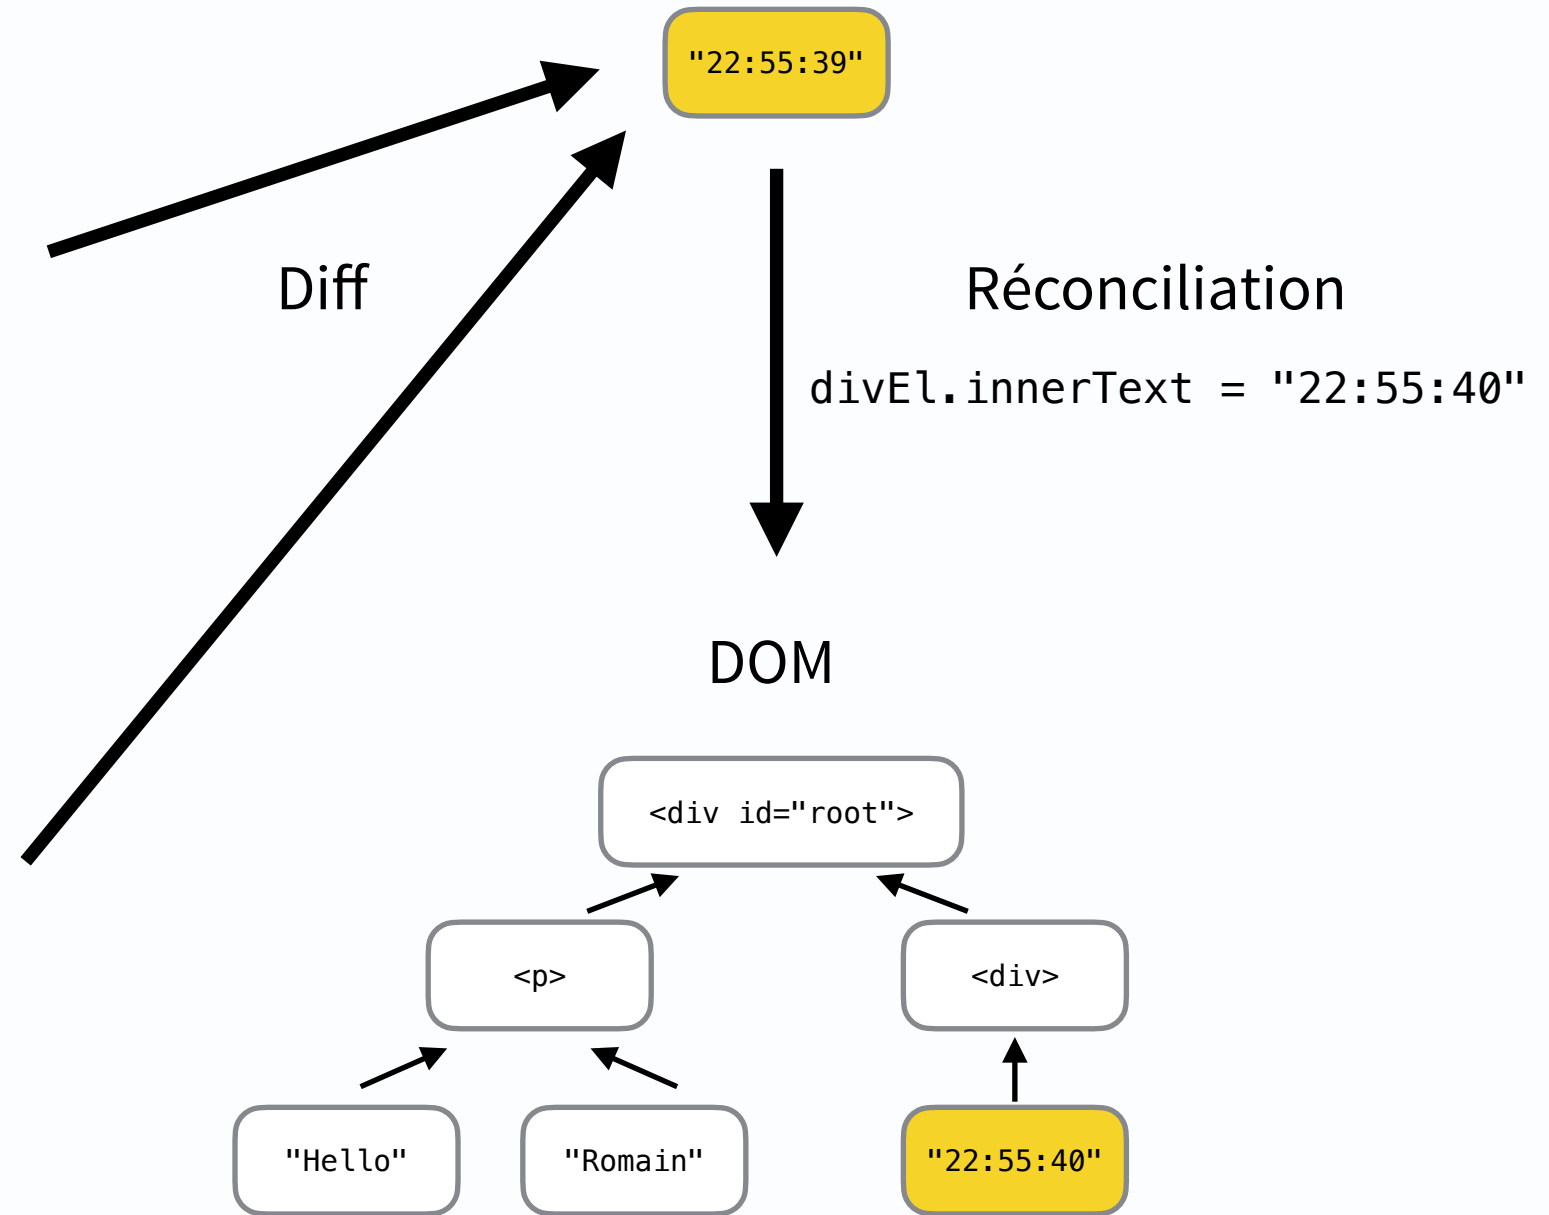 "22:55:39"
Diff
Réconciliation
divEl.innerText = "22:55:40"
DOM
<div id="root">
<p>
<div>
"Hello"
"Romain"
"22:55:40"